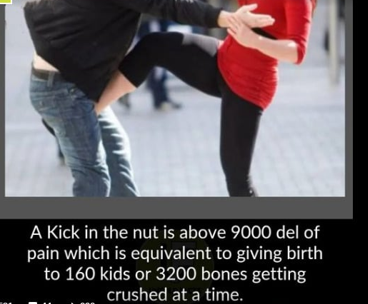 A Kick in the nut is above 9000 del of
pain which is equivalent to giving birth
to 160 kids or 3200 bones getting
crushed at a time.